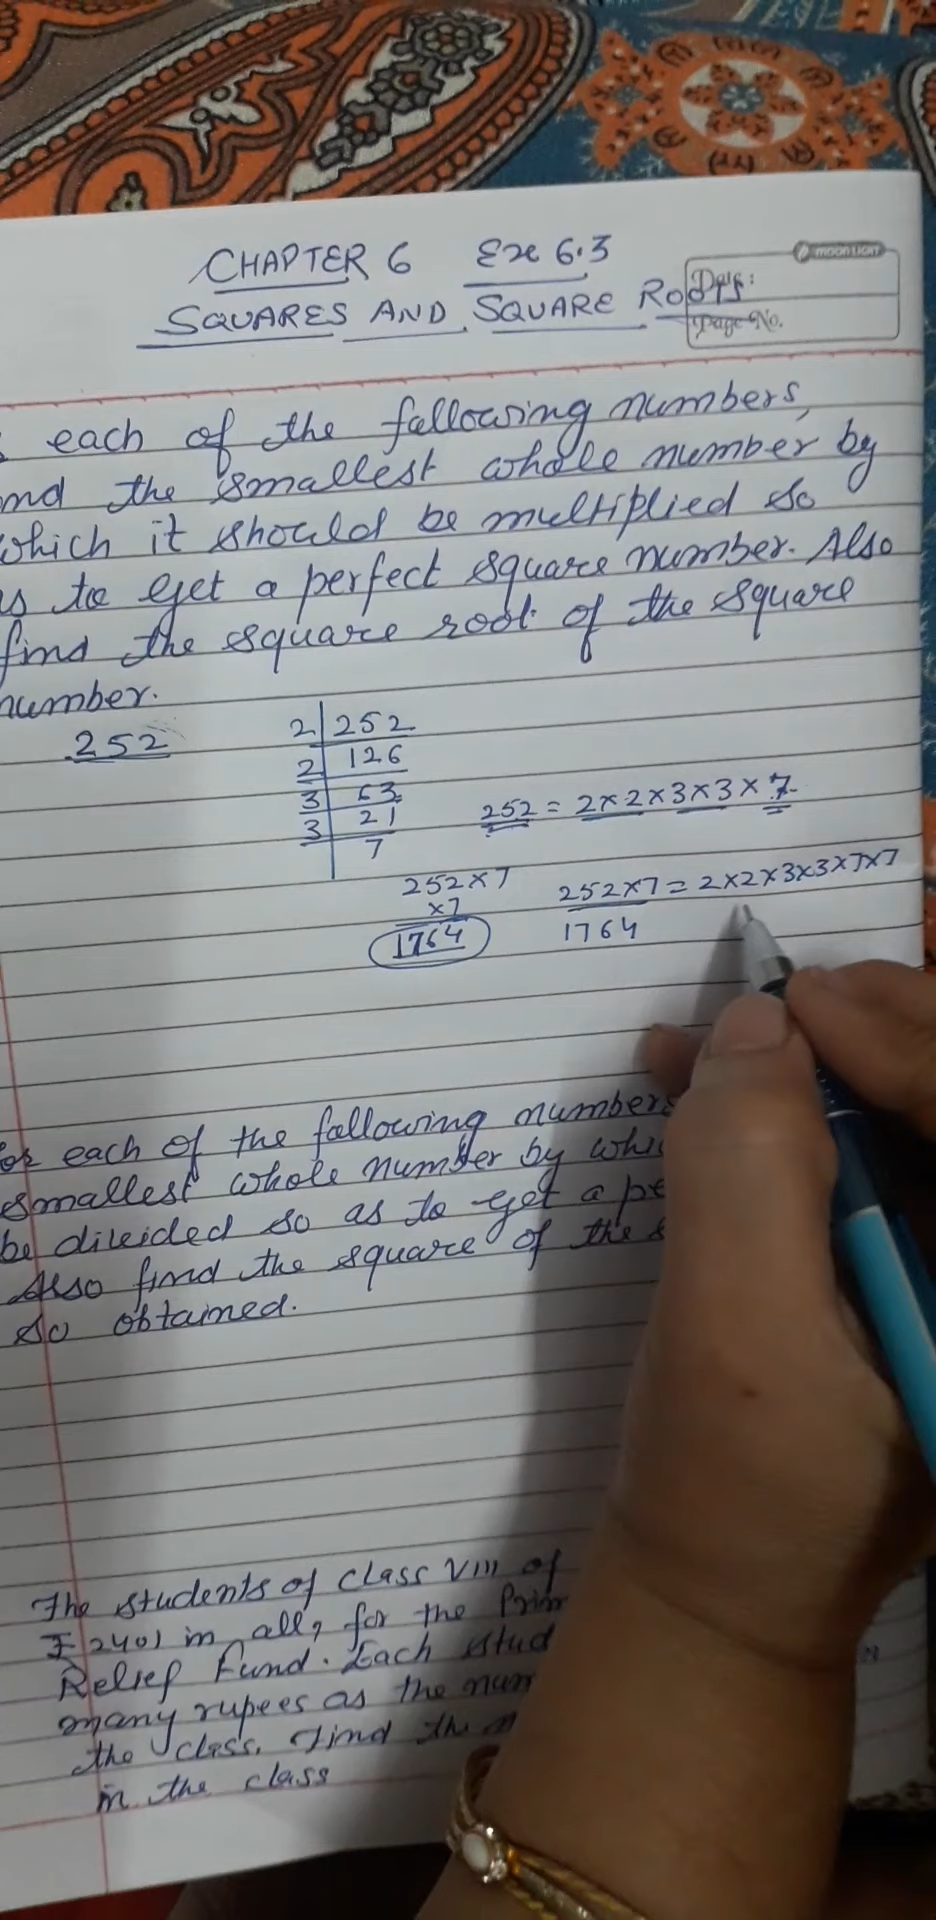 CHAPTER 6 Exe 6.3
MOONLIGHT
SQUARES AND SQUARE ROOTS
Date:
Page No.
each of the following numbers,
the smallest whole number by
which it should be multiplied so
to get a perfect square number. Also
find the square root of the square
number.
252
2 252
2 126
3 63
3 21
7
252 = 2×2×3×3×7
252×7
×7
1764
252×7=2×2×3×3×7×7
1764
each of the following numbers
smallest whole number by
be divided so as to get a
Also find the square of the
so obtained.
The students of class VIII of
₹2401 in all, for the
Relief Fund. Each
many rupees as the
the class. Find the
in the class